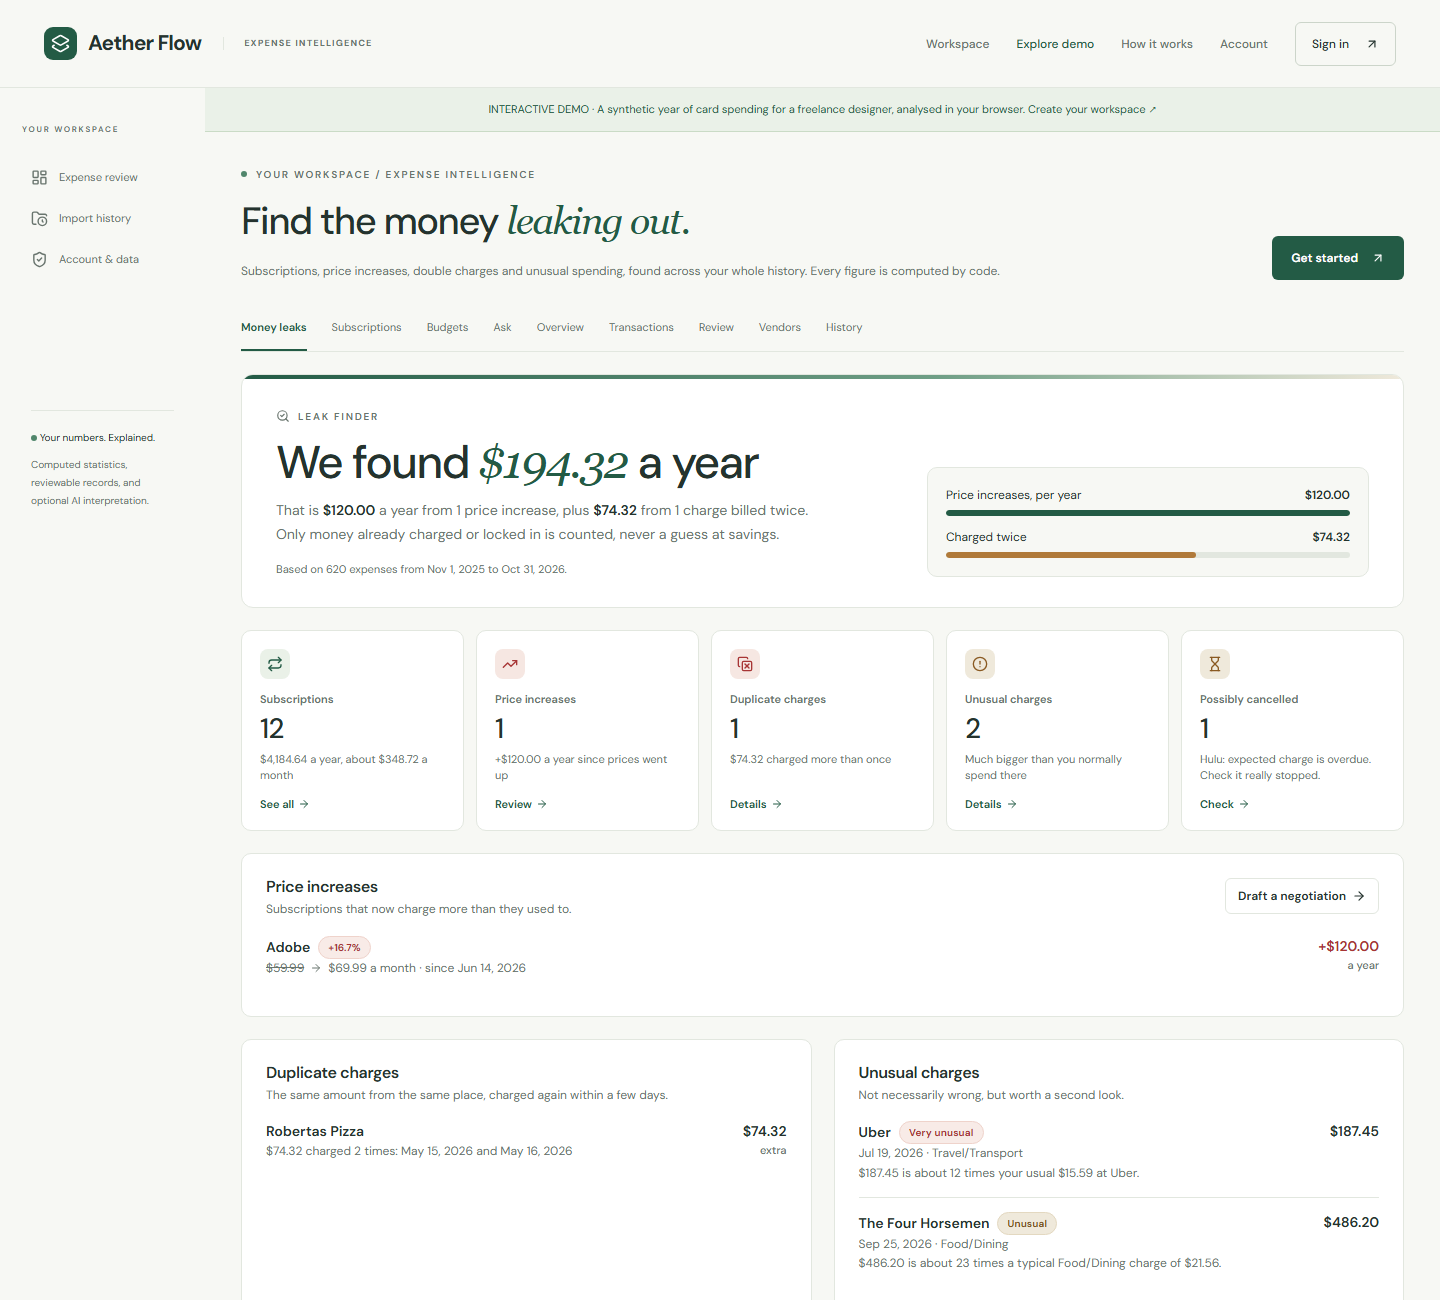 Aether Flow
EXPENSE INTELLIGENCE
Workspace
Explore demo
How it works
Account
Sign in
YOUR WORKSPACE
Expense review
Import history
Account & data
Your numbers. Explained.
Computed statistics,
reviewable records, and
optional AI interpretation.
INTERACTIVE DEMO · A synthetic year of card spending for a freelance designer, analysed in your browser. Create your workspace ↗
YOUR WORKSPACE / EXPENSE INTELLIGENCE
Find the money leaking out.
Subscriptions, price increases, double charges and unusual spending, found across your whole history. Every figure is computed by code.
Get started
Money leaks
Subscriptions
Budgets
Ask
Overview
Transactions
Review
Vendors
History
LEAK FINDER
We found $194.32 a year
That is $120.00 a year from 1 price increase, plus $74.32 from 1 charge billed twice.
Only money already charged or locked in is counted, never a guess at savings.
Based on 620 expenses from Nov 1, 2025 to Oct 31, 2026.
Price increases, per year $120.00
Charged twice $74.32
Subscriptions
12
$4,184.64 a year, about $348.72 a
month
See all →
Price increases
1
+$120.00 a year since prices went
up
Review →
Duplicate charges
1
$74.32 charged more than once
Details →
Unusual charges
2
Much bigger than you normally
spend there
Details →
Possibly cancelled
1
Hulu: expected charge is overdue.
Check it really stopped.
Check →
Price increases
Subscriptions that now charge more than they used to.
Draft a negotiation →
Adobe +16.7%
$59.99 → $69.99 a month · since Jun 14, 2026
+$120.00
a year
Duplicate charges
The same amount from the same place, charged again within a few days.
Robertas Pizza $74.32
$74.32 charged 2 times: May 15, 2026 and May 16, 2026 extra
Unusual charges
Not necessarily wrong, but worth a second look.
Uber Very unusual $187.45
Jul 19, 2026 · Travel/Transport
$187.45 is about 12 times your usual $15.59 at Uber.
The Four Horsemen Unusual $486.20
Sep 25, 2026 · Food/Dining
$486.20 is about 23 times a typical Food/Dining charge of $21.56.